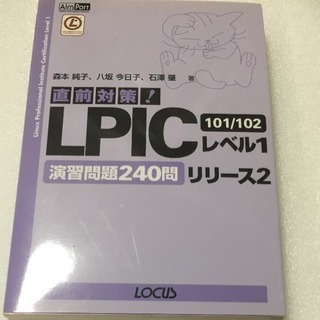 AimPort
森本 純子、八坂 今日子、石澤 肇 著
直前対策!
101/102
LPIC レベル1
演習問題240問 リリース2
LOCUS
Linux Professional Institute Certification Level 1